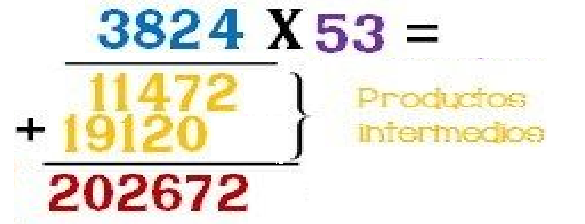 3824 X 53 =
11472
Productos
+ 19120
intermedios
202672